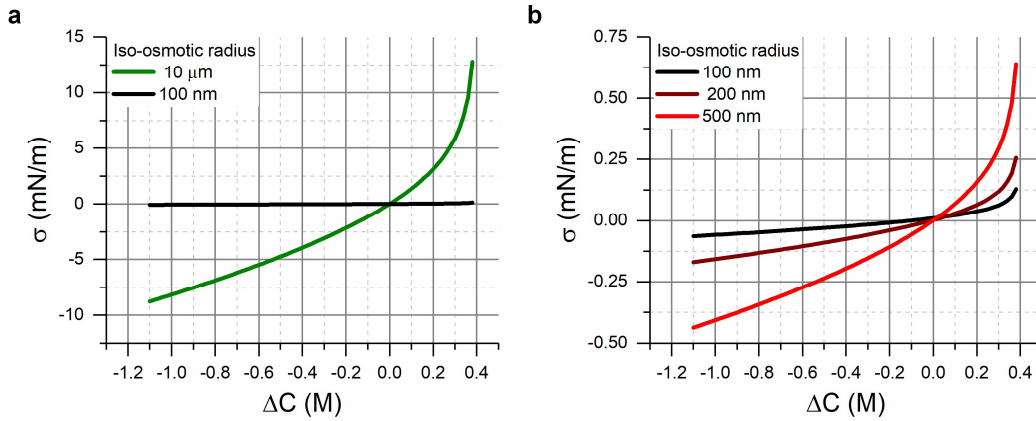 a
Iso-osmotic radius
10 μm
100 nm
15
10
5
0
-5
-10
σ (mN/m)
-1.2 -1.0 -0.8 -0.6 -0.4 -0.2 0.0 0.2 0.4
ΔC (M)
b
Iso-osmotic radius
100 nm
200 nm
500 nm
0.75
0.50
0.25
0.00
-0.25
-0.50
σ (mN/m)
-1.2 -1.0 -0.8 -0.6 -0.4 -0.2 0.0 0.2 0.4
ΔC (M)